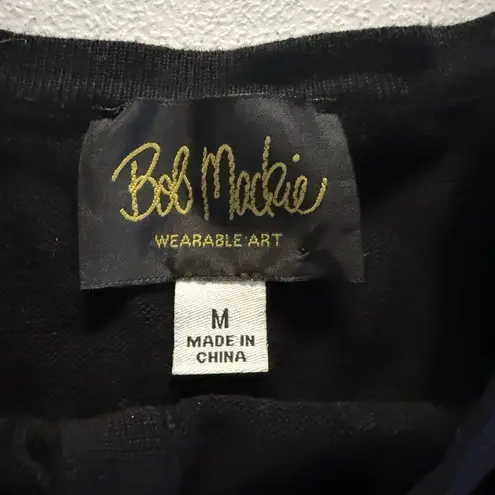 Bob Mackie
WEARABLE ART
M
MADE IN
CHINA